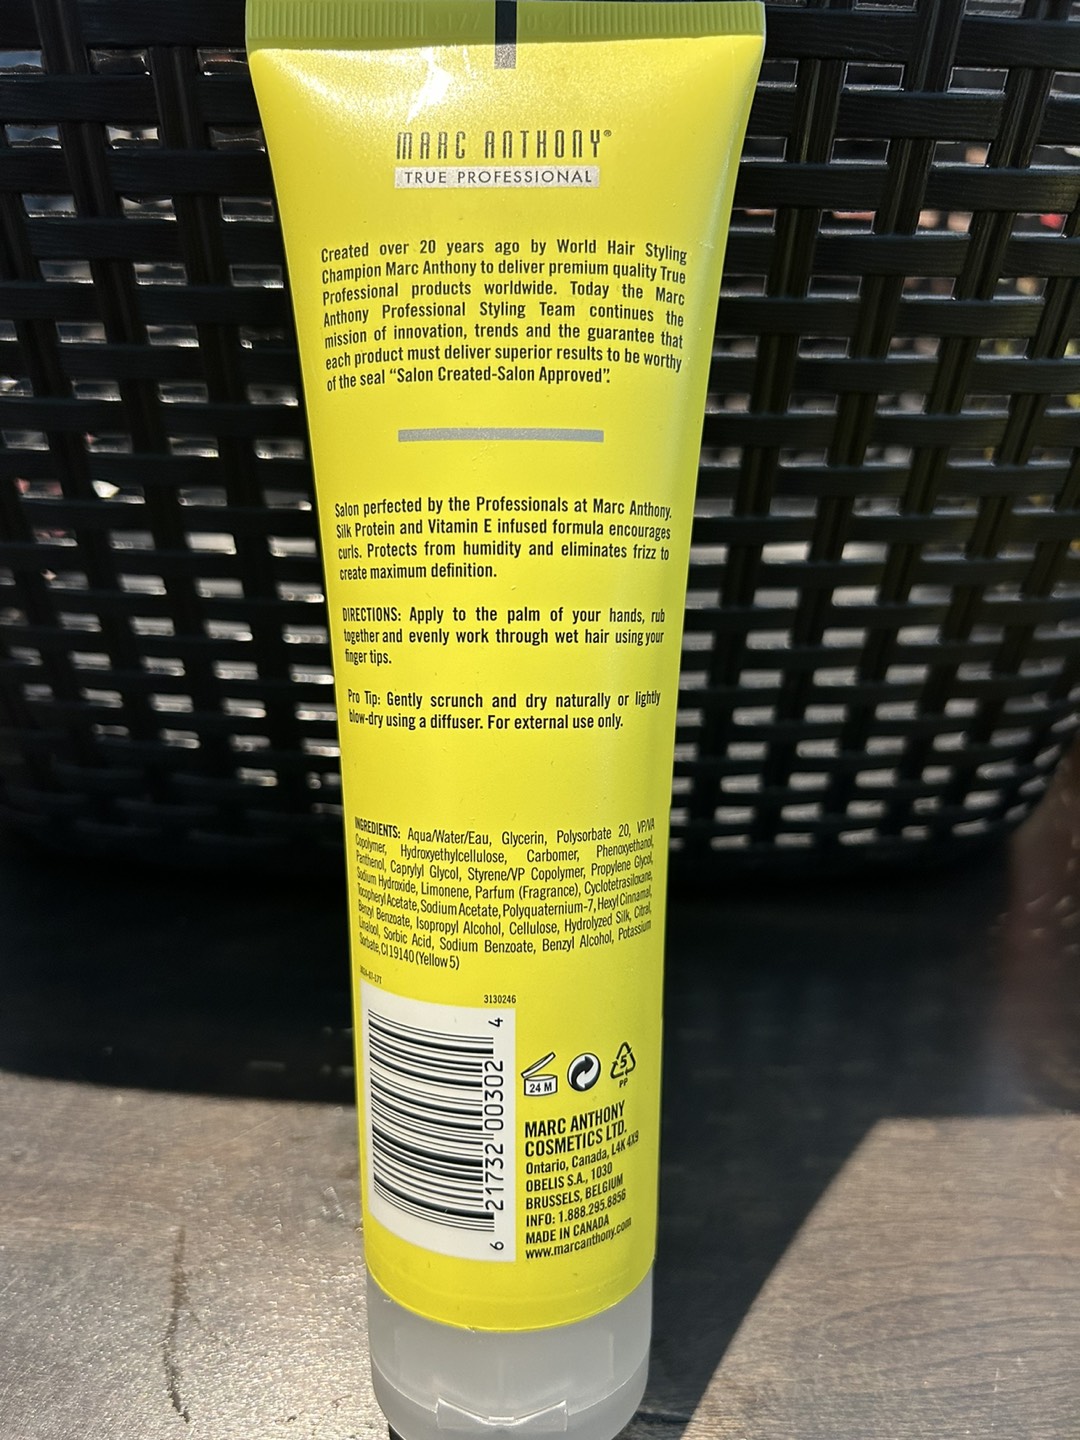 MARC ANTHONY®
TRUE PROFESSIONAL
Created over 20 years ago by World Hair Styling
Champion Marc Anthony to deliver premium quality True
Professional products worldwide. Today the Marc
Anthony Professional Styling Team continues the
mission of innovation, trends and the guarantee that
each product must deliver superior results to be worthy
of the seal “Salon Created-Salon Approved”.
Salon perfected by the Professionals at Marc Anthony.
Silk Protein and Vitamin E infused formula encourages
curls. Protects from humidity and eliminates frizz to
create maximum definition.
DIRECTIONS: Apply to the palm of your hands, rub
together and evenly work through wet hair using your
finger tips.
Pro Tip: Gently scrunch and dry naturally or lightly
blow-dry using a diffuser. For external use only.
INGREDIENTS: Aqua/Water/Eau, Glycerin, Polysorbate 20, VP/VA
Copolymer, Hydroxyethylcellulose, Carbomer, Phenoxyethanol,
Panthenol, Caprylyl Glycol, Styrene/VP Copolymer, Propylene Glycol,
Sodium Hydroxide, Limonene, Parfum (Fragrance), Cyclotetrasiloxane,
Tocopheryl Acetate, Sodium Acetate, Polyquaternium-7, Hexyl Cinnamal,
Benzyl Benzoate, Isopropyl Alcohol, Cellulose, Hydrolyzed Silk, Citral,
Linalool, Sorbic Acid, Sodium Benzoate, Benzyl Alcohol, Potassium
Sorbate, CI 19140 (Yellow 5)
3130246
6 21732 00302 4
24 M
5
PP
MARC ANTHONY
COSMETICS LTD.
Ontario, Canada, L4K 4X9
OBELIS S.A., 1030
BRUSSELS, BELGIUM
INFO: 1.888.295.8856
MADE IN CANADA
www.marcanthony.com